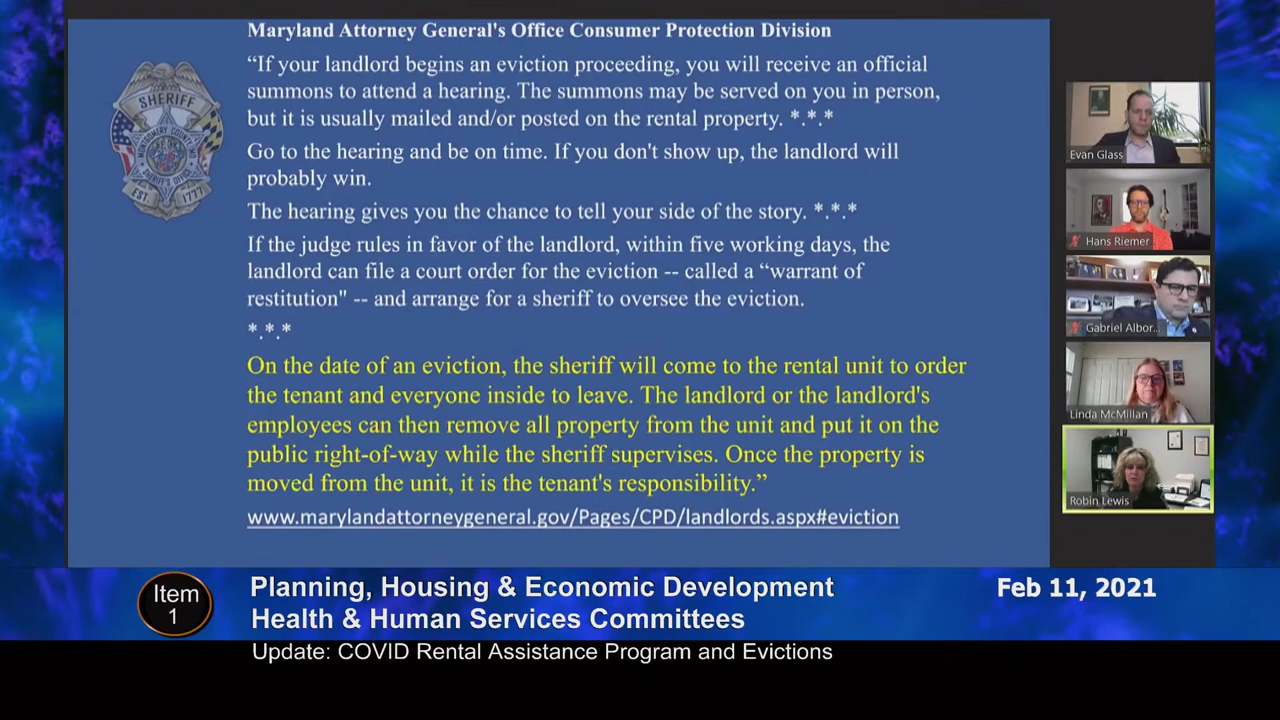 Maryland Attorney General's Office Consumer Protection Division
“If your landlord begins an eviction proceeding, you will receive an official
summons to attend a hearing. The summons may be served on you in person,
but it is usually mailed and/or posted on the rental property. *.*.*
Go to the hearing and be on time. If you don't show up, the landlord will
probably win.
The hearing gives you the chance to tell your side of the story. *.*.*
If the judge rules in favor of the landlord, within five working days, the
landlord can file a court order for the eviction -- called a “warrant of
restitution" -- and arrange for a sheriff to oversee the eviction.
*.*.*
On the date of an eviction, the sheriff will come to the rental unit to order
the tenant and everyone inside to leave. The landlord or the landlord's
employees can then remove all property from the unit and put it on the
public right-of-way while the sheriff supervises. Once the property is
moved from the unit, it is the tenant's responsibility.”
www.marylandattorneygeneral.gov/Pages/CPD/landlords.aspx#eviction
SHERIFF
MONTGOMERY COUNTY, MD
SHERIFF'S OFFICE
EST. 1777
Evan Glass
Hans Riemer
Gabriel Albor...
Linda McMillan
Robin Lewis
Item
1
Planning, Housing & Economic Development
Health & Human Services Committees
Feb 11, 2021
Update: COVID Rental Assistance Program and Evictions